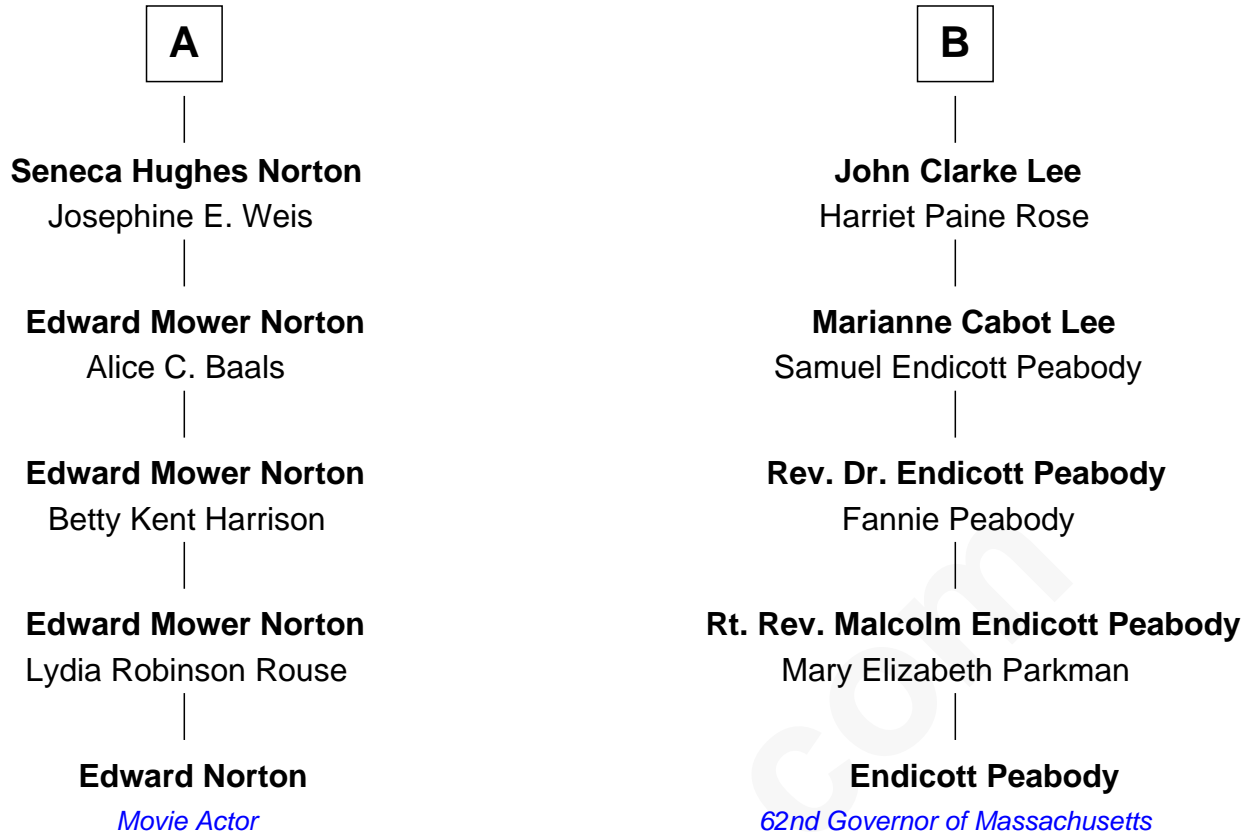 A
Seneca Hughes Norton
Josephine E. Weis
Edward Mower Norton
Alice C. Baals
Edward Mower Norton
Betty Kent Harrison
Edward Mower Norton
Lydia Robinson Rouse
Edward Norton
Movie Actor
B
John Clarke Lee
Harriet Paine Rose
Marianne Cabot Lee
Samuel Endicott Peabody
Rev. Dr. Endicott Peabody
Fannie Peabody
Rt. Rev. Malcolm Endicott Peabody
Mary Elizabeth Parkman
Endicott Peabody
62nd Governor of Massachusetts
com